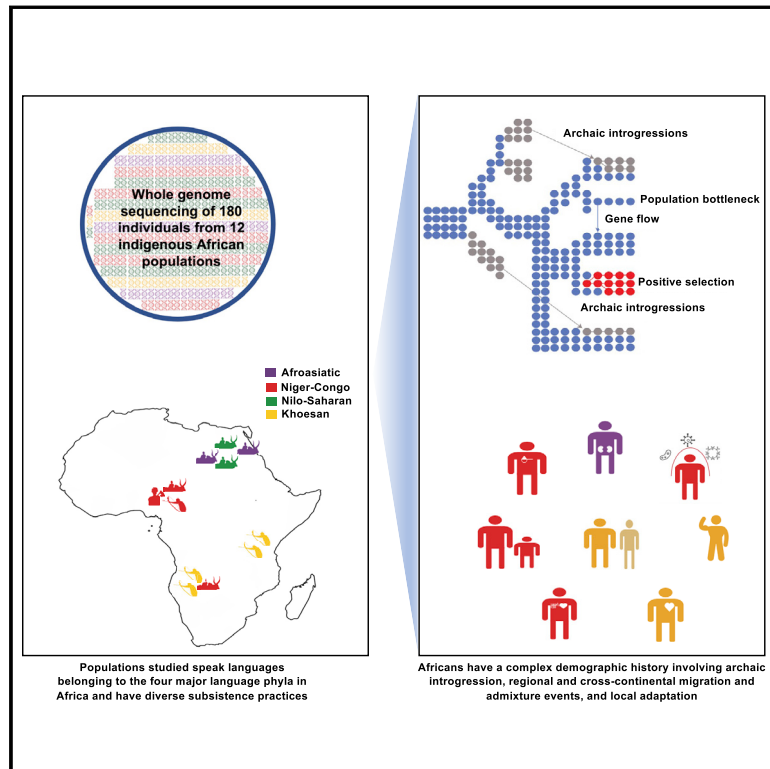 Whole genome
sequencing of 180
individuals from 12
indigenous African
populations
Afroasiatic
Niger-Congo
Nilo-Saharan
Khoesan
Populations studied speak languages
belonging to the four major language phyla in
Africa and have diverse subsistence practices
Archaic introgressions
Population bottleneck
Gene flow
Positive selection
Archaic introgressions
Africans have a complex demographic history involving archaic
introgression, regional and cross-continental migration and
admixture events, and local adaptation